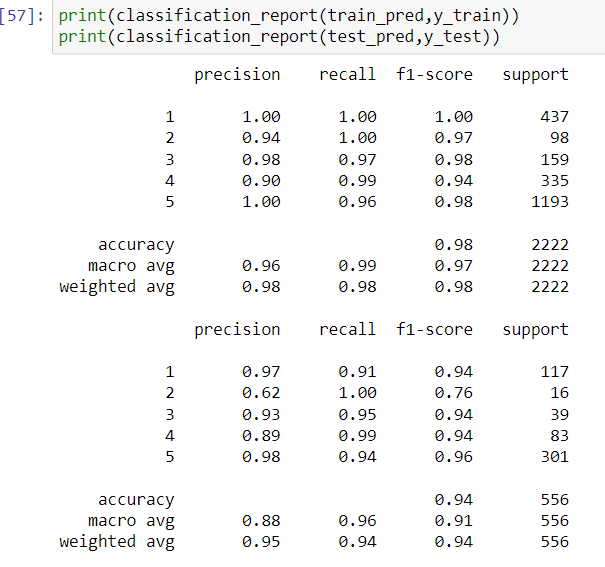 [57]: print(classification_report(train_pred,y_train))
print(classification_report(test_pred,y_test))
precision recall f1-score support
1 1.00 1.00 1.00 437
2 0.94 1.00 0.97 98
3 0.98 0.97 0.98 159
4 0.90 0.99 0.94 335
5 1.00 0.96 0.98 1193
accuracy 0.98 2222
macro avg 0.96 0.99 0.97 2222
weighted avg 0.98 0.98 0.98 2222
precision recall f1-score support
1 0.97 0.91 0.94 117
2 0.62 1.00 0.76 16
3 0.93 0.95 0.94 39
4 0.89 0.99 0.94 83
5 0.98 0.94 0.96 301
accuracy 0.94 556
macro avg 0.88 0.96 0.91 556
weighted avg 0.95 0.94 0.94 556